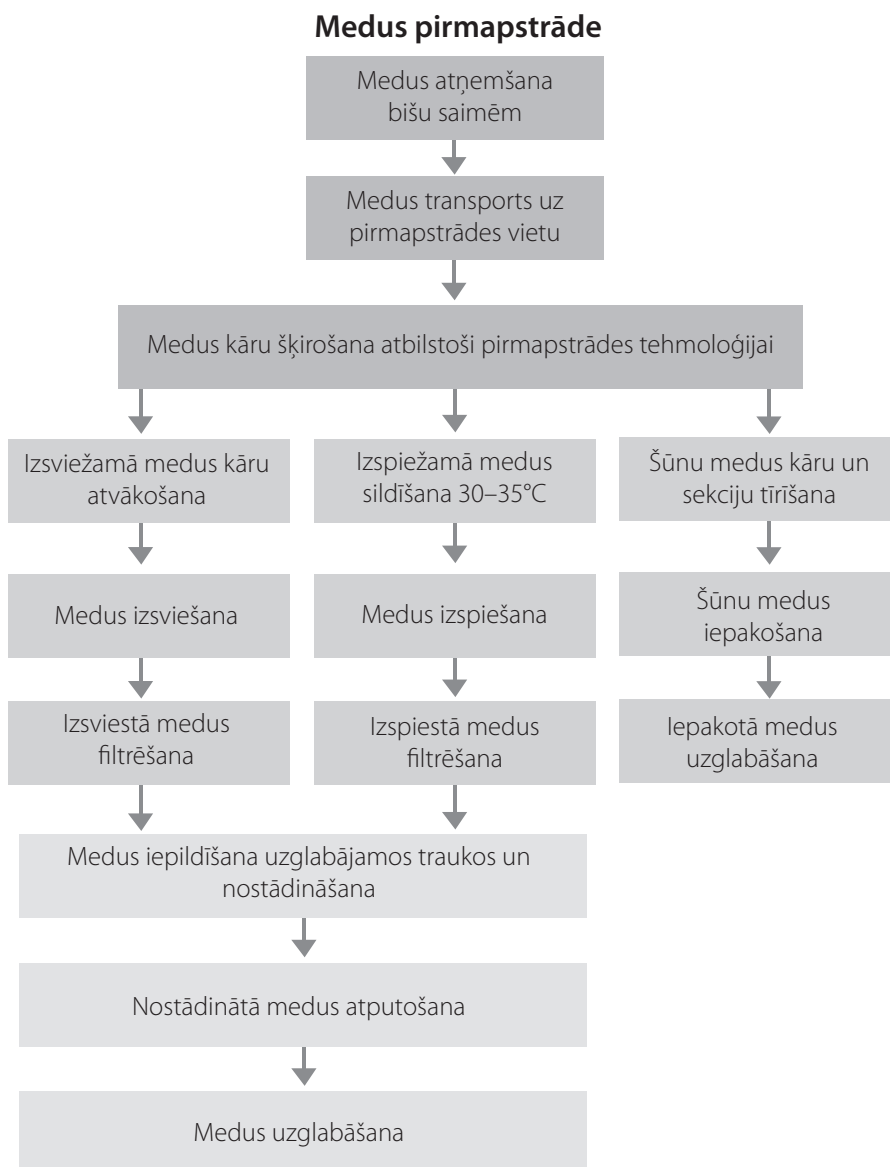 Medus pirmapstrāde
Medus atņemšana
bišu saimēm
Medus transports uz
pirmapstrādes vietu
Medus kāru šķirošana atbilstoši pirmapstrādes tehmoloģijai
Izsviežamā medus kāru
atvākošana
Izspiežamā medus
sildīšana 30–35°C
Šūnu medus kāru un
sekciju tīrīšana
Medus izsviešana
Medus izspiešana
Šūnu medus
iepakošana
Izsviestā medus
filtrēšana
Izspiestā medus
filtrēšana
Iepakotā medus
uzglabāšana
Medus iepildīšana uzglabājamos traukos un
nostādināšana
Nostādinātā medus atputošana
Medus uzglabāšana